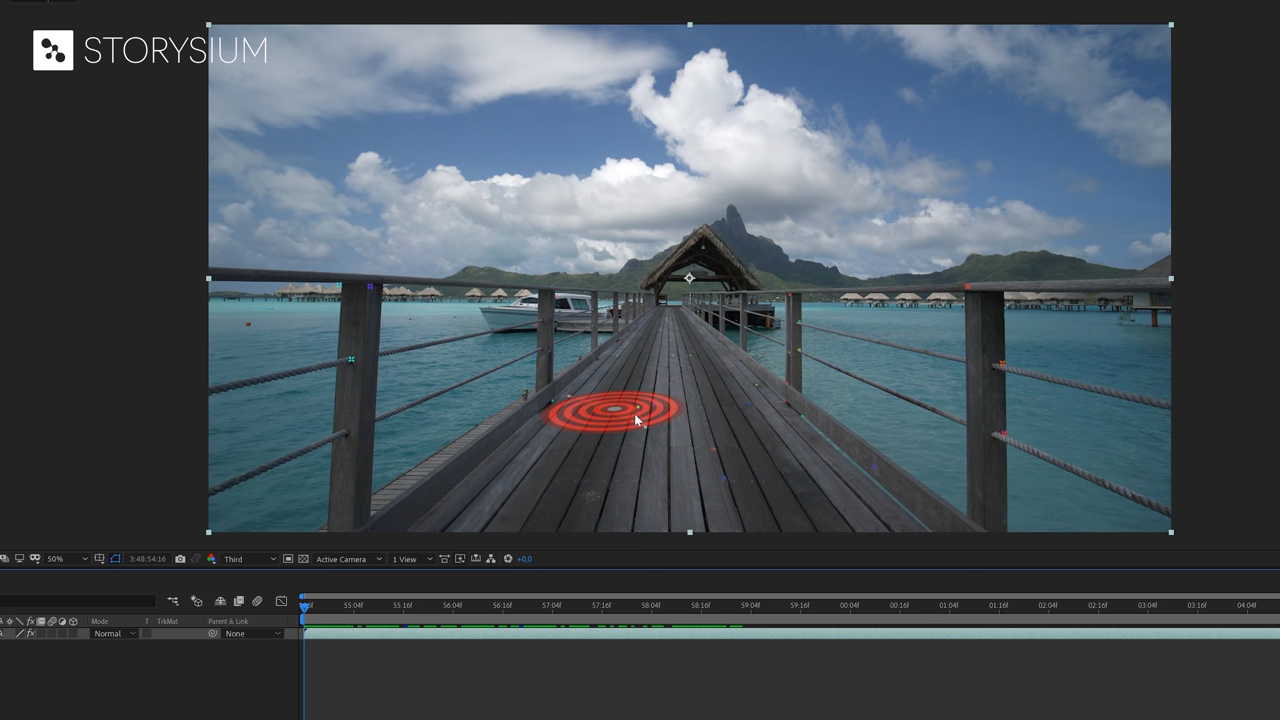 STORYSIUM
50%
3:48:54:16
Third
Active Camera
1 View
+0,0
55:04f
55:16f
56:04f
56:16f
57:04f
57:16f
58:04f
58:16f
59:04f
59:16f
00:04f
00:16f
01:04f
01:16f
02:04f
02:16f
03:04f
03:16f
04:04f
Mode
T
TrkMat
Parent & Link
Normal
None